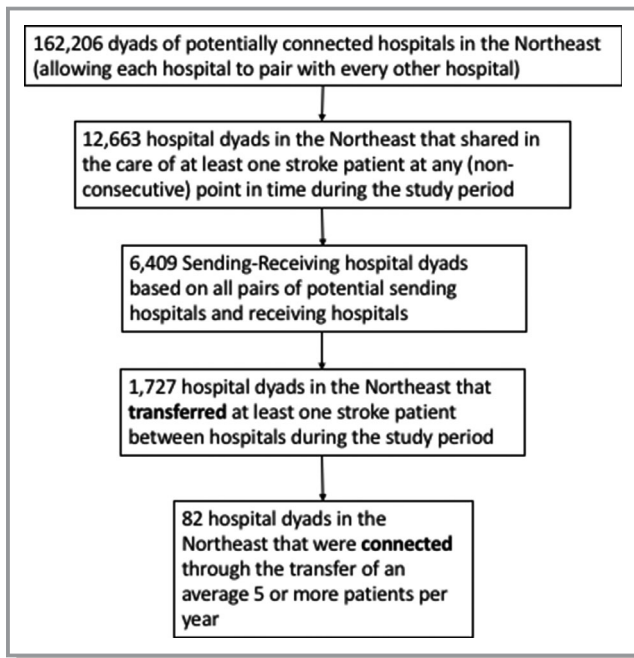 162,206 dyads of potentially connected hospitals in the Northeast
(allowing each hospital to pair with every other hospital)
12,663 hospital dyads in the Northeast that shared in
the care of at least one stroke patient at any (non-
consecutive) point in time during the study period
6,409 Sending-Receiving hospital dyads
based on all pairs of potential sending
hospitals and receiving hospitals
1,727 hospital dyads in the Northeast that
transferred at least one stroke patient
between hospitals during the study period
82 hospital dyads in the
Northeast that were connected
through the transfer of an
average 5 or more patients per
year